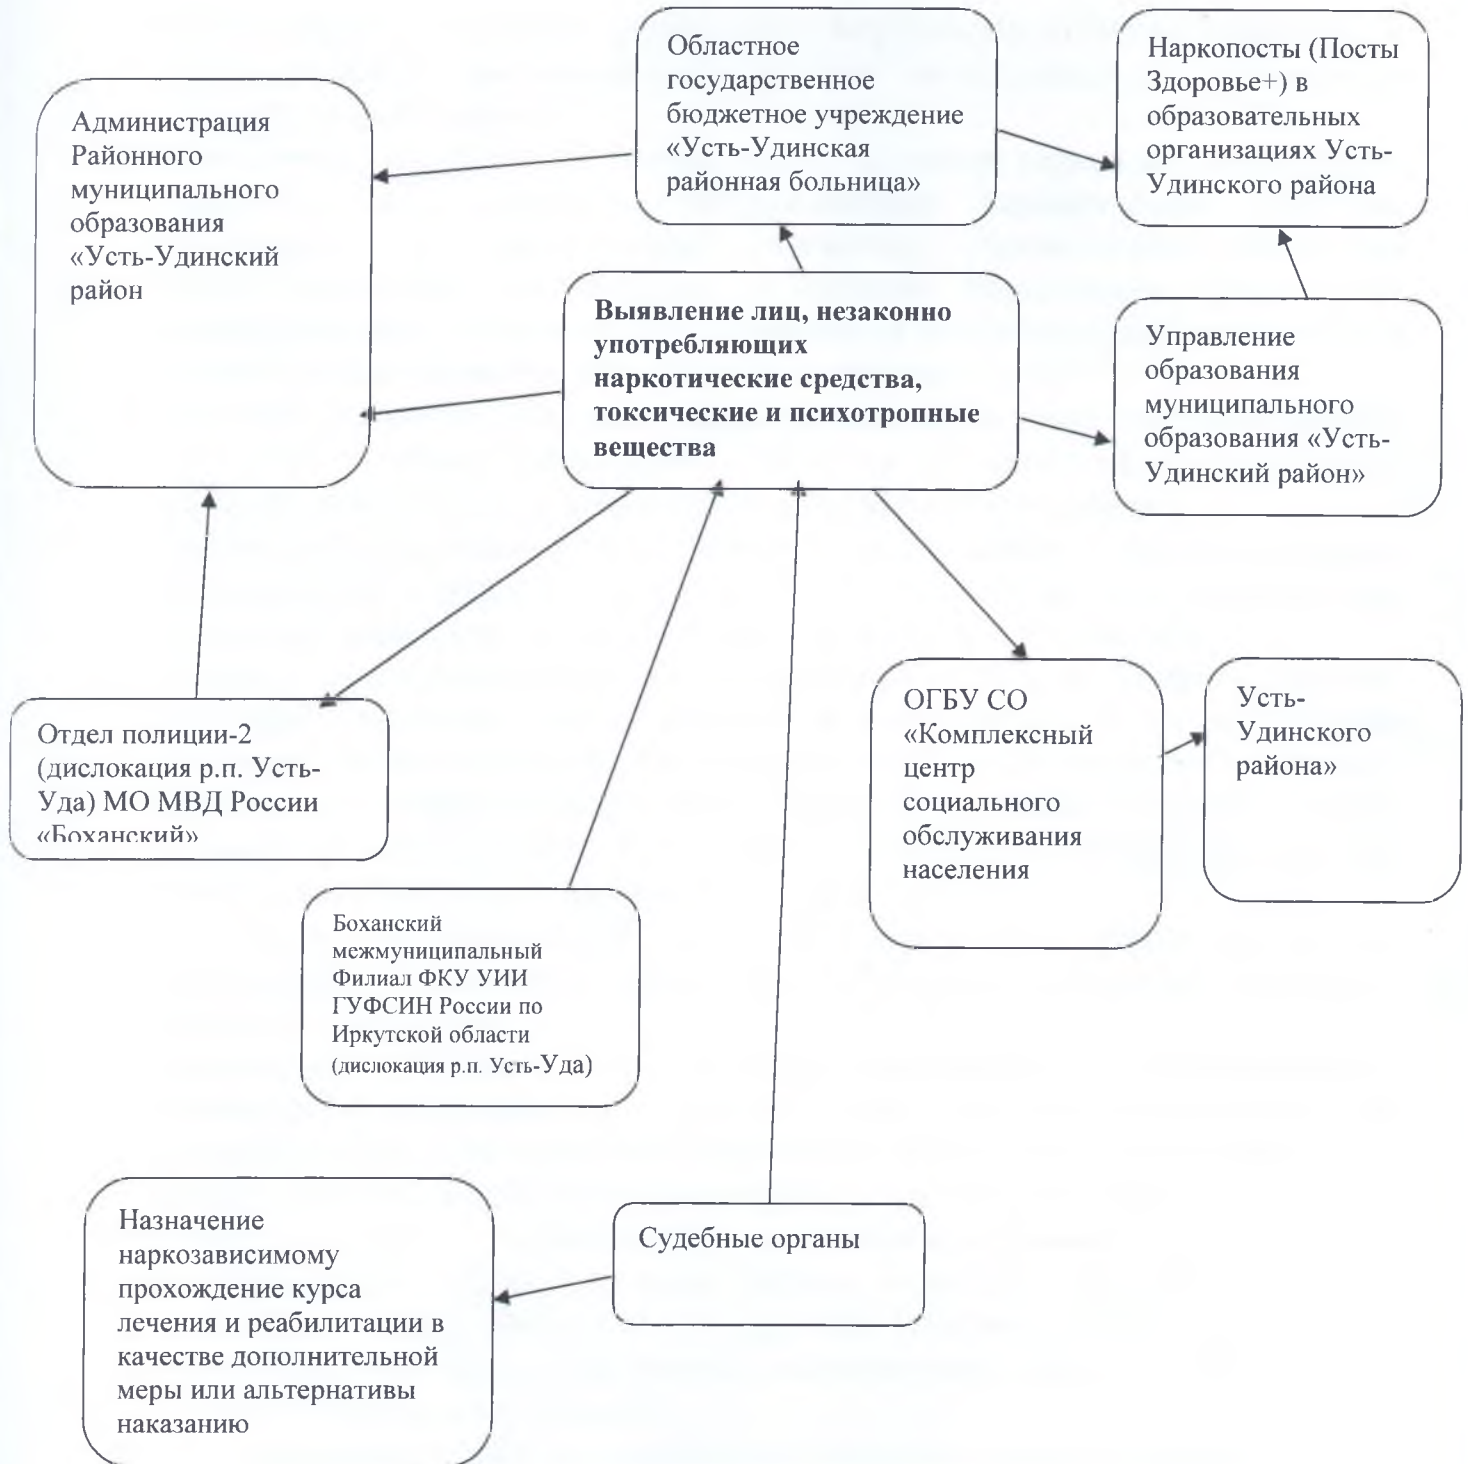 Областное
государственное
бюджетное учреждение
«Усть-Удинская
районная больница»
Наркопосты (Посты
Здоровье+) в
образовательных
организациях Усть-
Удинского района
Администрация
Районного
муниципального
образования
«Усть-Удинский
район
Выявление лиц, незаконно
употребляющих
наркотические средства,
токсические и психотропные
вещества
Управление
образования
муниципального
образования «Усть-
Удинский район»
Отдел полиции-2
(дислокация р.п. Усть-
Уда) МО МВД России
«Боханский»
ОГБУ СО
«Комплексный
центр
социального
обслуживания
населения
Усть-
Удинского
района»
Боханский
межмуниципальный
Филиал ФКУ УИИ
ГУФСИН России по
Иркутской области
(дислокация р.п. Усть-Уда)
Назначение
наркозависимому
прохождение курса
лечения и реабилитации в
качестве дополнительной
меры или альтернативы
наказанию
Судебные органы